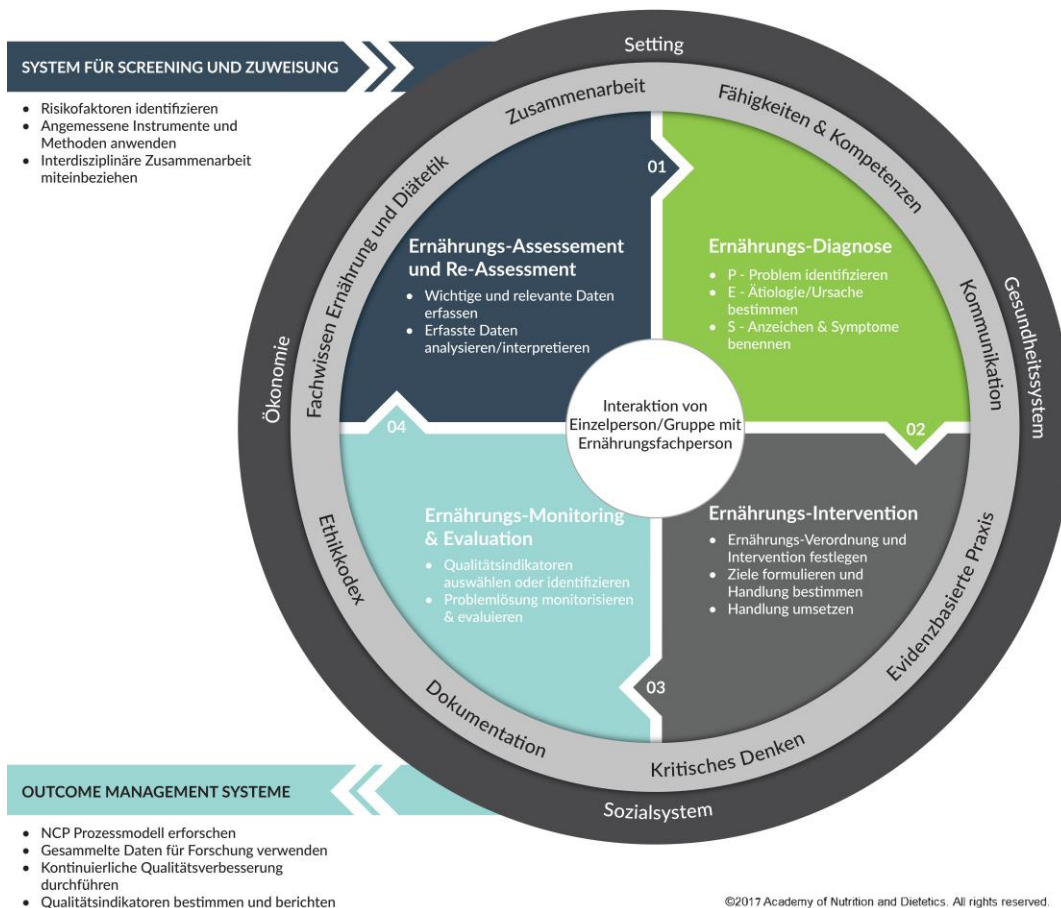 SYSTEM FÜR SCREENING UND ZUWEISUNG
• Risikofaktoren identifizieren
• Angemessene Instrumente und
Methoden anwenden
• Interdisziplinäre Zusammenarbeit
miteinbeziehen
Setting
Gesundheitssystem
Sozialsystem
Ökonomie
Zusammenarbeit
Fähigkeiten & Kompetenzen
Kommunikation
Evidenzbasierte Praxis
Kritisches Denken
Dokumentation
Ethikkodex
Fachwissen Ernährung und Diätetik
01
Ernährungs-Assessement
und Re-Assessment
• Wichtige und relevante Daten
erfassen
• Erfasste Daten
analysieren/interpretieren
Ernährungs-Diagnose
• P - Problem identifizieren
• E - Ätiologie/Ursache
bestimmen
• S - Anzeichen & Symptome
benennen
02
Interaktion von
Einzelperson/Gruppe mit
Ernährungsfachperson
Ernährungs-Intervention
• Ernährungs-Verordnung und
Intervention festlegen
• Ziele formulieren und
Handlung bestimmen
• Handlung umsetzen
03
04
Ernährungs-Monitoring
& Evaluation
• Qualitätsindikatoren
auswählen oder identifizieren
• Problemlösung monitorisieren
& evaluieren
OUTCOME MANAGEMENT SYSTEME
• NCP Prozessmodell erforschen
• Gesammelte Daten für Forschung verwenden
• Kontinuierliche Qualitätsverbesserung
durchführen
• Qualitätsindikatoren bestimmen und berichten
©2017 Academy of Nutrition and Dietetics. All rights reserved.